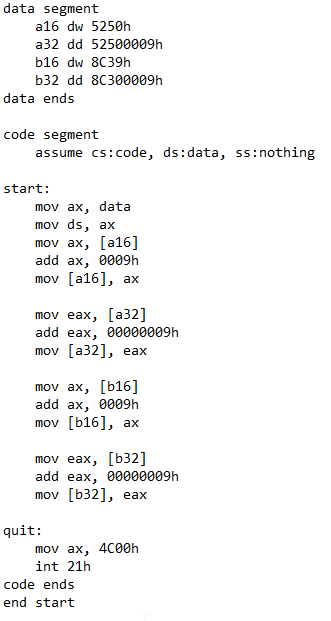 data segment
    a16 dw 5250h
    a32 dd 52500009h
    b16 dw 8C39h
    b32 dd 8C300009h
data ends

code segment
    assume cs:code, ds:data, ss:nothing

start:
    mov ax, data
    mov ds, ax
    mov ax, [a16]
    add ax, 0009h
    mov [a16], ax

    mov eax, [a32]
    add eax, 00000009h
    mov [a32], eax

    mov ax, [b16]
    add ax, 0009h
    mov [b16], ax

    mov eax, [b32]
    add eax, 00000009h
    mov [b32], eax

quit:
    mov ax, 4C00h
    int 21h
code ends
end start